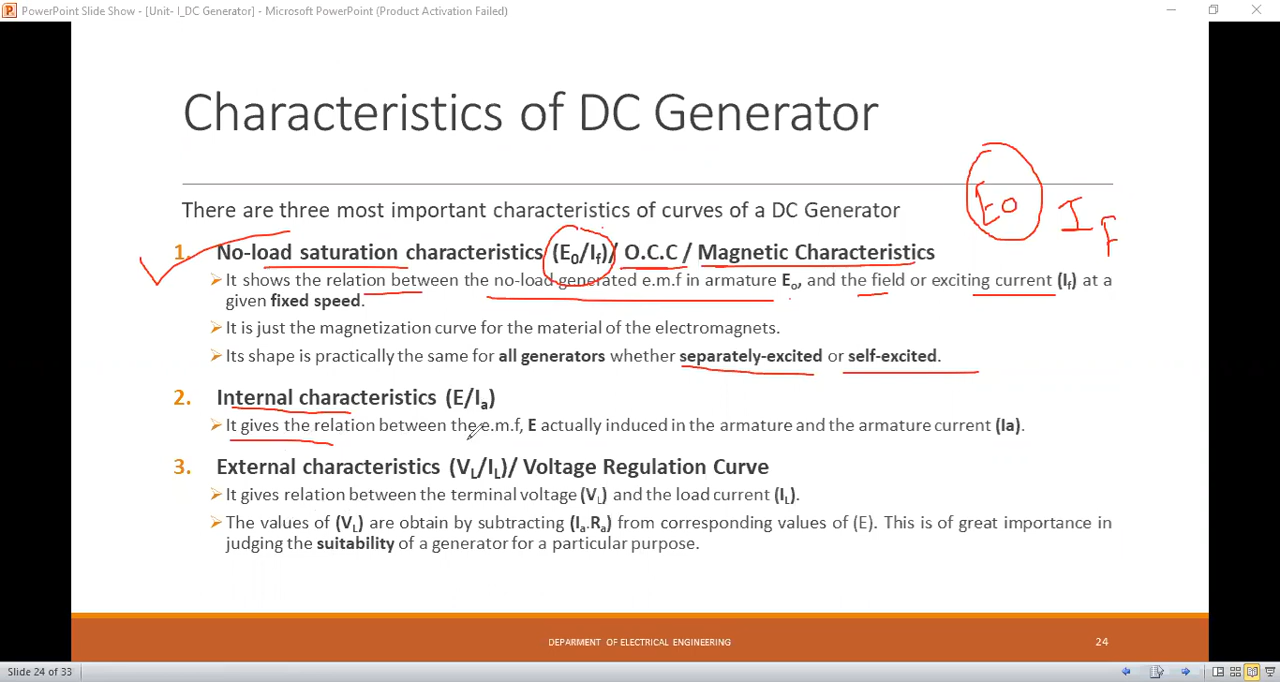 PowerPoint Slide Show - [Unit- I_DC Generator] - Microsoft PowerPoint (Product Activation Failed)
Characteristics of DC Generator
E0 IF
There are three most important characteristics of curves of a DC Generator
1. No-load saturation characteristics (E0/If)/ O.C.C / Magnetic Characteristics
➢ It shows the relation between the no-load generated e.m.f in armature Eo, and the field or exciting current (If) at a
given fixed speed.
➢ It is just the magnetization curve for the material of the electromagnets.
➢ Its shape is practically the same for all generators whether separately-excited or self-excited.
2. Internal characteristics (E/Ia)
➢ It gives the relation between the e.m.f, E actually induced in the armature and the armature current (Ia).
3. External characteristics (VL/IL)/ Voltage Regulation Curve
➢ It gives relation between the terminal voltage (VL) and the load current (IL).
➢ The values of (VL) are obtain by subtracting (Ia.Ra) from corresponding values of (E). This is of great importance in
judging the suitability of a generator for a particular purpose.
DEPARMENT OF ELECTRICAL ENGINEERING
24
Slide 24 of 33